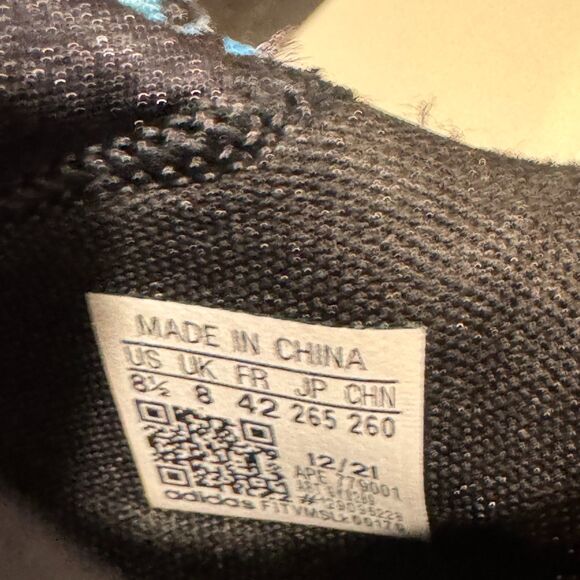 MADE IN CHINA
US UK FR JP CHN
8½ 8 42 265 260
12/21
APE 779001
adidas